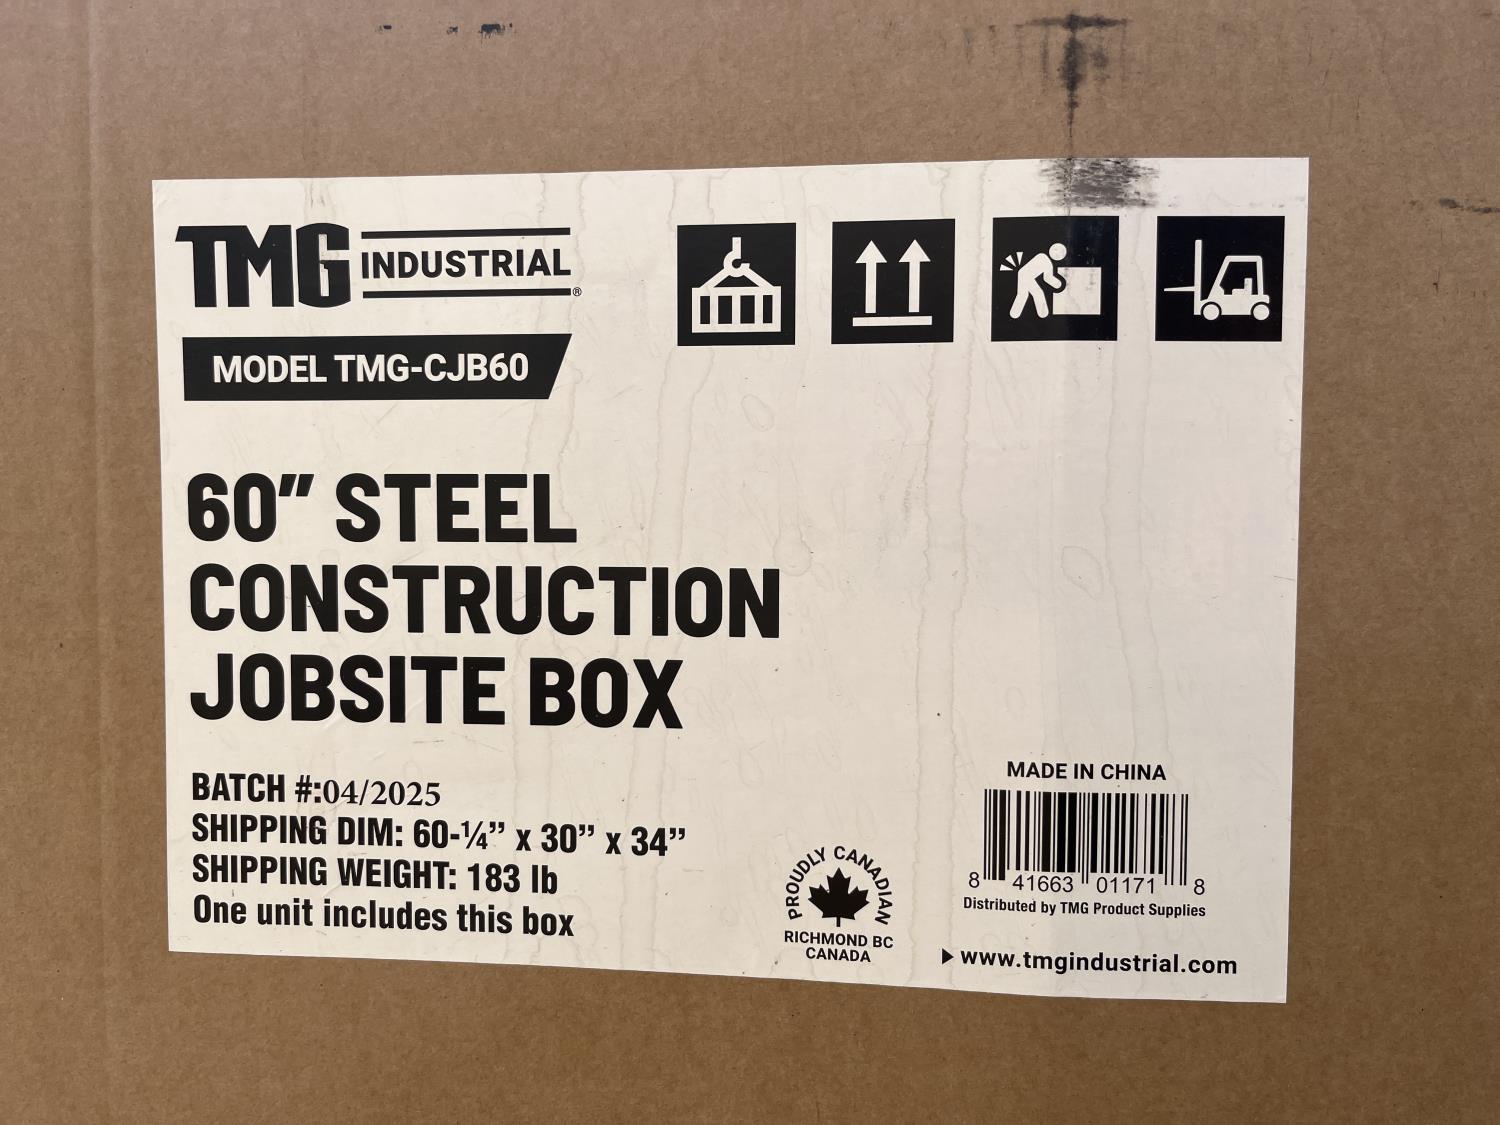 TMG INDUSTRIAL®
MODEL TMG-CJB60
60” STEEL
CONSTRUCTION
JOBSITE BOX
BATCH #:04/2025
SHIPPING DIM: 60-¼” x 30” x 34”
SHIPPING WEIGHT: 183 lb
One unit includes this box
PROUDLY CANADIAN
RICHMOND BC
CANADA
MADE IN CHINA
8 41663 01171 8
Distributed by TMG Product Supplies
www.tmgindustrial.com